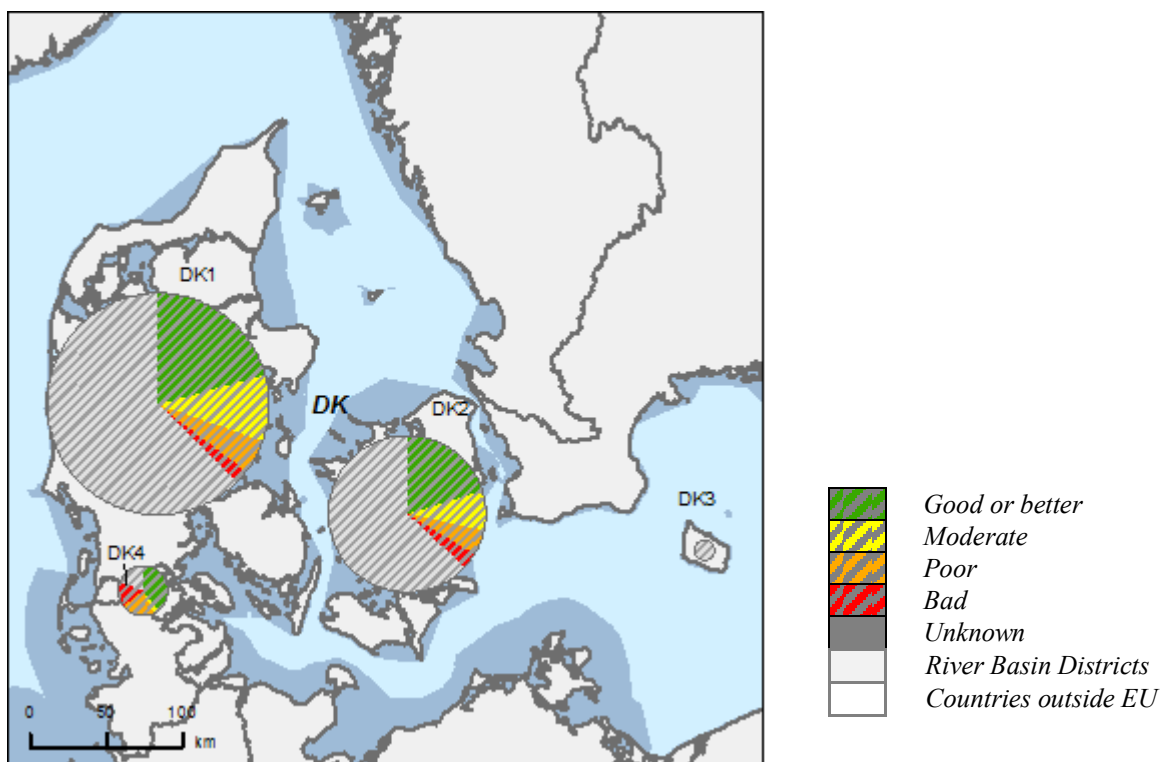 DK1
DK
DK2
DK3
DK4
0 50 100
km
Good or better
Moderate
Poor
Bad
Unknown
River Basin Districts
Countries outside EU